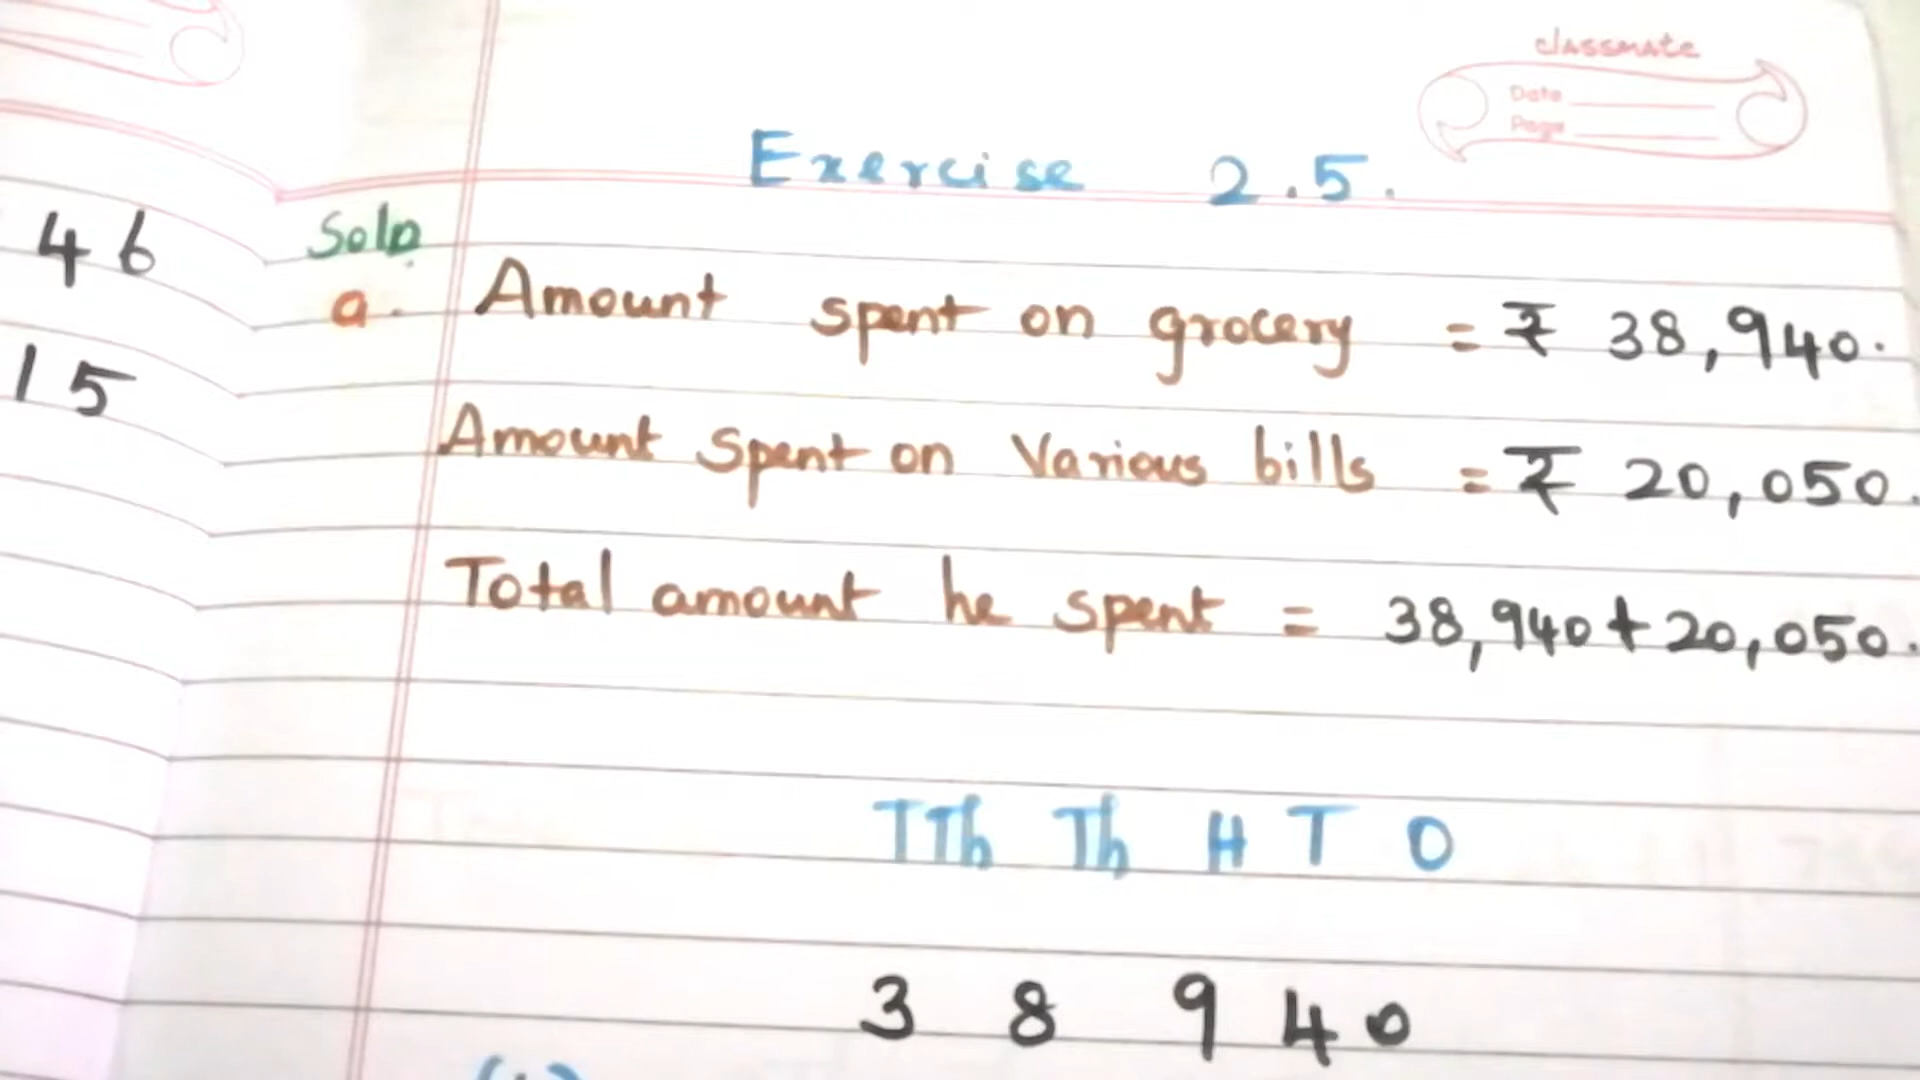 classmate
Date
Page
Exercise 2.5.
46
Soln
a. Amount spent on grocery = ₹ 38,940.
15
Amount Spent on Various bills = ₹ 20,050.
Total amount he spent = 38,940 + 20,050.
TTh Th H T O
3 8 9 4 0